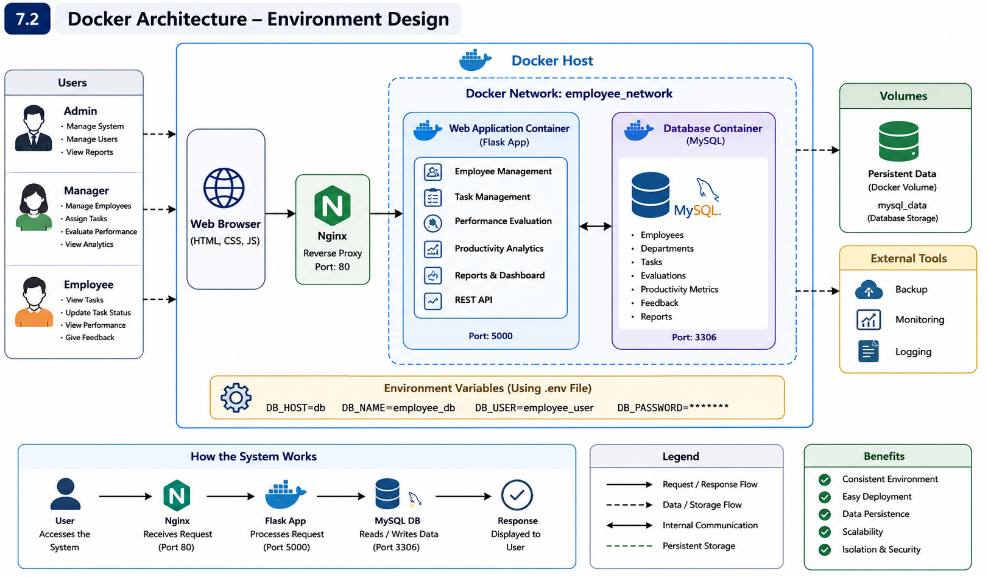 7.2
Docker Architecture – Environment Design
Users
Admin
• Manage System
• Manage Users
• View Reports
Manager
• Manage Employees
• Assign Tasks
• Evaluate Performance
• View Analytics
Employee
• View Tasks
• Update Task Status
• View Performance
• Give Feedback
Docker Host
Web Browser
(HTML, CSS, JS)
N
Nginx
Reverse Proxy
Port: 80
Docker Network: employee_network
Web Application Container
(Flask App)
Employee Management
Task Management
Performance Evaluation
Productivity Analytics
Reports & Dashboard
REST API
Port: 5000
Database Container
(MySQL)
MySQL.
• Employees
• Departments
• Tasks
• Evaluations
• Productivity Metrics
• Feedback
• Reports
Port: 3306
Environment Variables (Using .env File)
DB_HOST=db DB_NAME=employee_db DB_USER=employee_user DB_PASSWORD=*******
Volumes
Persistent Data
(Docker Volume)
mysql_data
(Database Storage)
External Tools
Backup
Monitoring
Logging
How the System Works
User
Accesses the
System
N
Nginx
Receives Request
(Port 80)
Flask App
Processes Request
(Port 5000)
MySQL DB
Reads / Writes Data
(Port 3306)
Response
Displayed to
User
Legend
Request / Response Flow
Data / Storage Flow
Internal Communication
Persistent Storage
Benefits
Consistent Environment
Easy Deployment
Data Persistence
Scalability
Isolation & Security